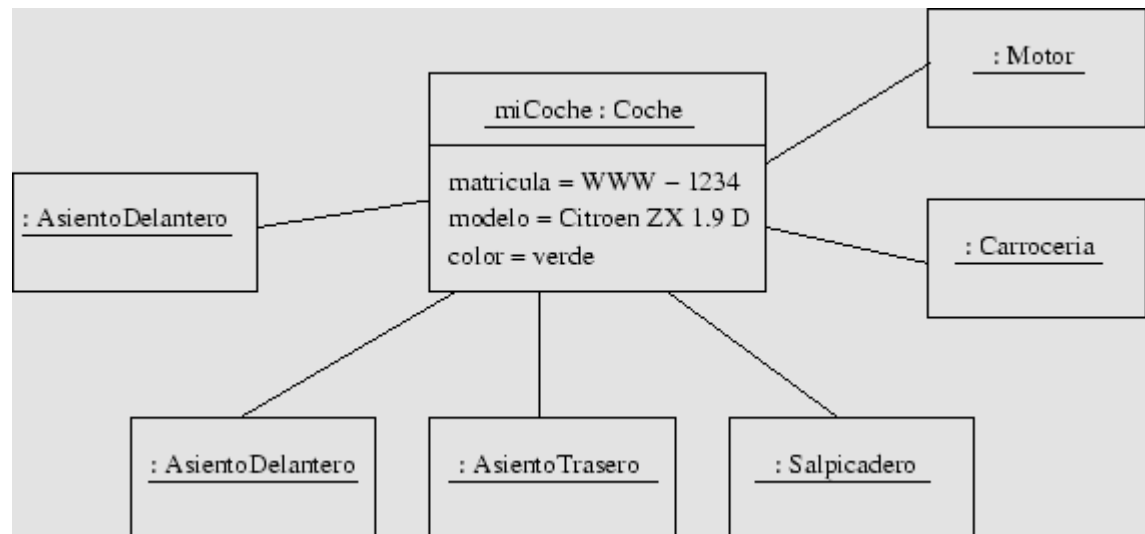 : Motor
miCoche : Coche
matricula = WWW – 1234
modelo = Citroen ZX 1.9 D
color = verde
: AsientoDelantero
: Carroceria
: AsientoDelantero
: AsientoTrasero
: Salpicadero